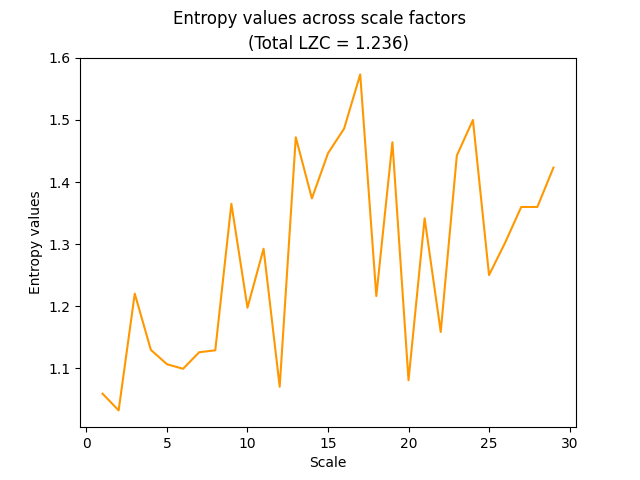 Entropy values across scale factors
(Total LZC = 1.236)
1.6
1.5
1.4
1.3
1.2
1.1
Entropy values
0 5 10 15 20 25 30
Scale